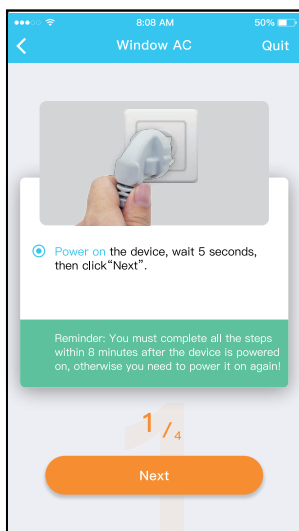 8:08 AM
50%
Window AC
Quit
Power on the device, wait 5 seconds,
then click“Next”.
Reminder: You must complete all the steps
within 8 minutes after the device is powered
on, otherwise you need to power it on again!
1/4
Next